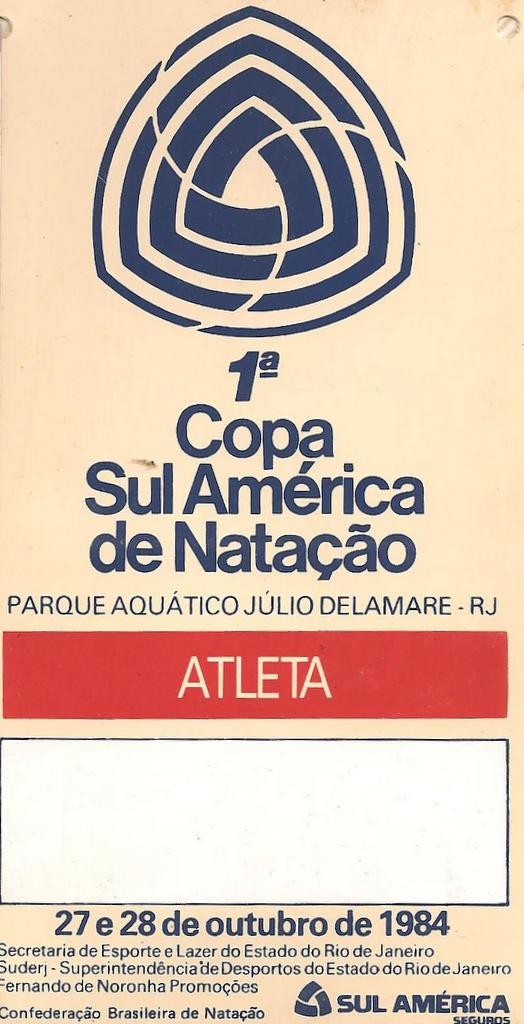 1ª
Copa
Sul América
de Natação
PARQUE AQUÁTICO JÚLIO DELAMARE - RJ
ATLETA
27 e 28 de outubro de 1984
Secretaria de Esporte e Lazer do Estado do Rio de Janeiro
Suderj - Superintendência de Desportos do Estado do Rio de Janeiro
Fernando de Noronha Promoções
Confederação Brasileira de Natação
SUL AMÉRICA
SEGUROS